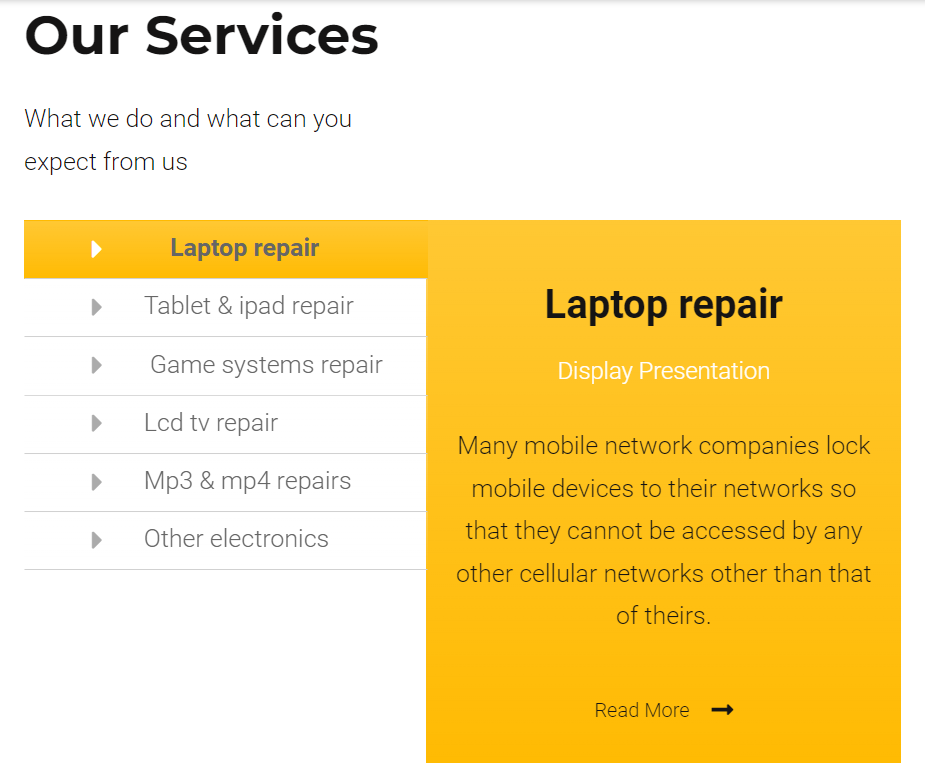 Our Services
What we do and what can you
expect from us
Laptop repair
Tablet & ipad repair
Game systems repair
Lcd tv repair
Mp3 & mp4 repairs
Other electronics
Laptop repair
Display Presentation
Many mobile network companies lock
mobile devices to their networks so
that they cannot be accessed by any
other cellular networks other than that
of theirs.
Read More